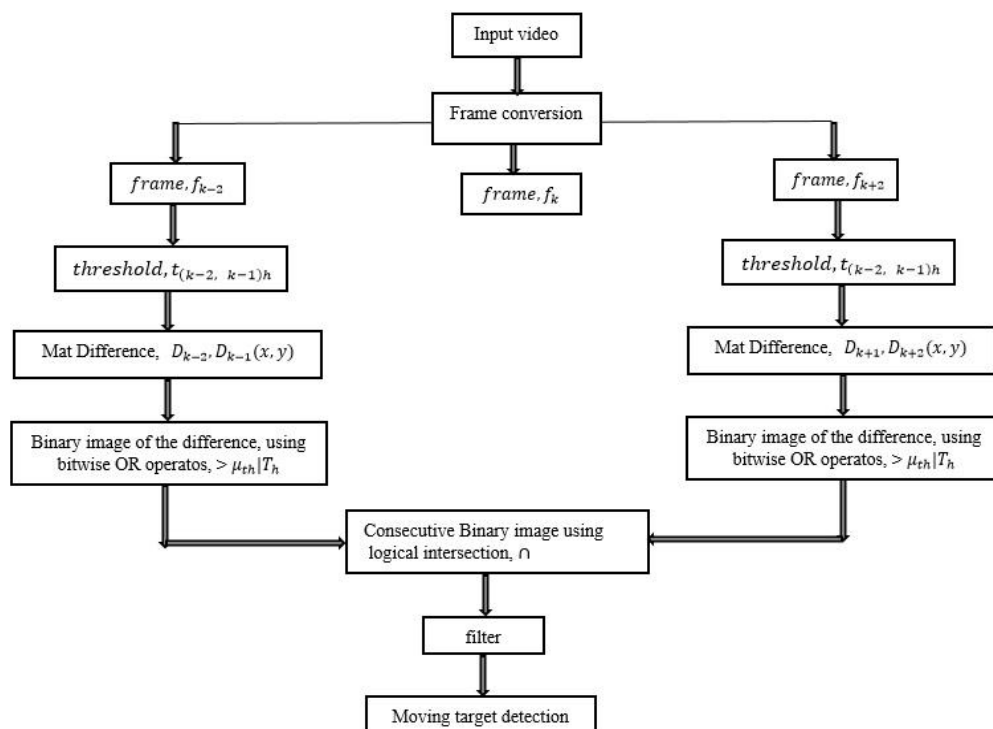 Input video
Frame conversion
frame, f_{k−2}
frame, f_k
frame, f_{k+2}
threshold, t_{(k−2, k−1)h}
threshold, t_{(k−2, k−1)h}
Mat Difference, D_{k−2}, D_{k−1}(x, y)
Mat Difference, D_{k+1}, D_{k+2}(x, y)
Binary image of the difference, using
bitwise OR operatos, > μ_{th}|T_h
Binary image of the difference, using
bitwise OR operatos, > μ_{th}|T_h
Consecutive Binary image using
logical intersection, ∩
filter
Moving target detection